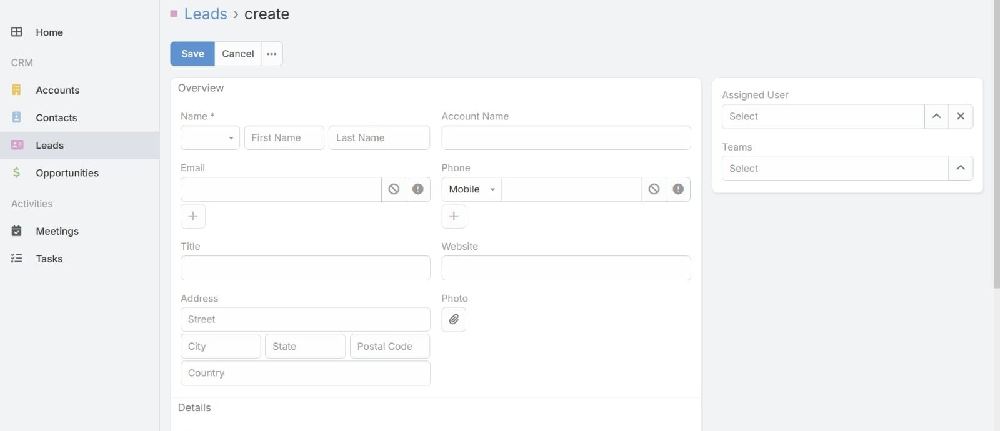 Leads › create
Home
CRM
Accounts
Contacts
Leads
Opportunities
Activities
Meetings
Tasks
Save Cancel •••
Overview
Name * Account Name
First Name Last Name
Email Phone
Mobile
Title Website
Address Photo
Street
City State Postal Code
Country
Details
Assigned User
Select
Teams
Select